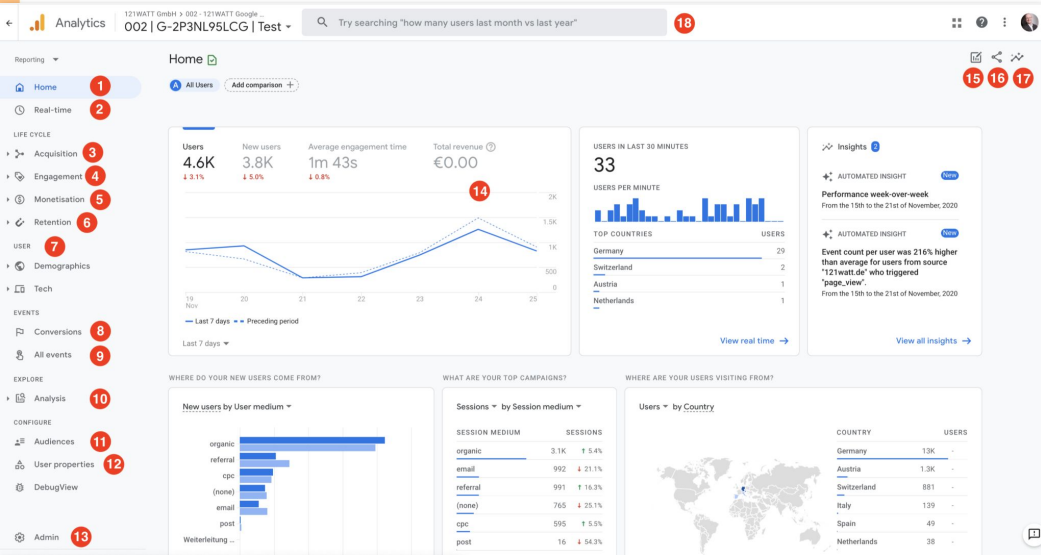 Analytics
121WATT GmbH > 002 - 121WATT Google ...
002 | G-2P3NL95LCG | Test
Try searching "how many users last month vs last year"
18
Reporting
Home 1
Real-time 2
LIFE CYCLE
Acquisition 3
Engagement 4
Monetisation 5
Retention 6
USER 7
Demographics
Tech
EVENTS
Conversions 8
All events 9
EXPLORE
Analysis 10
CONFIGURE
Audiences 11
User properties 12
DebugView
Admin 13
Home
15 16 17
A All Users Add comparison +
Users New users Average engagement time Total revenue
4.6K 3.8K 1m 43s €0.00
↓ 3.1% ↓ 5.0% ↓ 0.8%
14
2K
1.5K
1K
500
0
19 20 21 22 23 24 25
Nov
Last 7 days Preceding period
Last 7 days
USERS IN LAST 30 MINUTES
33
USERS PER MINUTE
TOP COUNTRIES USERS
Germany 29
Switzerland 2
Austria 1
Netherlands 1
View real time →
Insights 2
AUTOMATED INSIGHT New
Performance week-over-week
From the 15th to the 21st of November, 2020
AUTOMATED INSIGHT New
Event count per user was 216% higher
than average for users from source
"121watt.de" who triggered
"page_view".
From the 15th to the 21st of November, 2020
View all insights →
WHERE DO YOUR NEW USERS COME FROM?
New users by User medium
organic
referral
cpc
(none)
email
post
Weiterleitung ...
WHAT ARE YOUR TOP CAMPAIGNS?
Sessions by Session medium
SESSION MEDIUM SESSIONS
organic 3.1K ↑ 5.4%
email 992 ↓ 21.1%
referral 991 ↑ 16.3%
(none) 765 ↓ 25.1%
cpc 595 ↑ 5.5%
post 16 ↓ 54.3%
WHERE ARE YOUR USERS VISITING FROM?
Users by Country
COUNTRY USERS
Germany 13K -
Austria 1.3K -
Switzerland 881 -
Italy 139 -
Spain 49 -
Netherlands 38 -